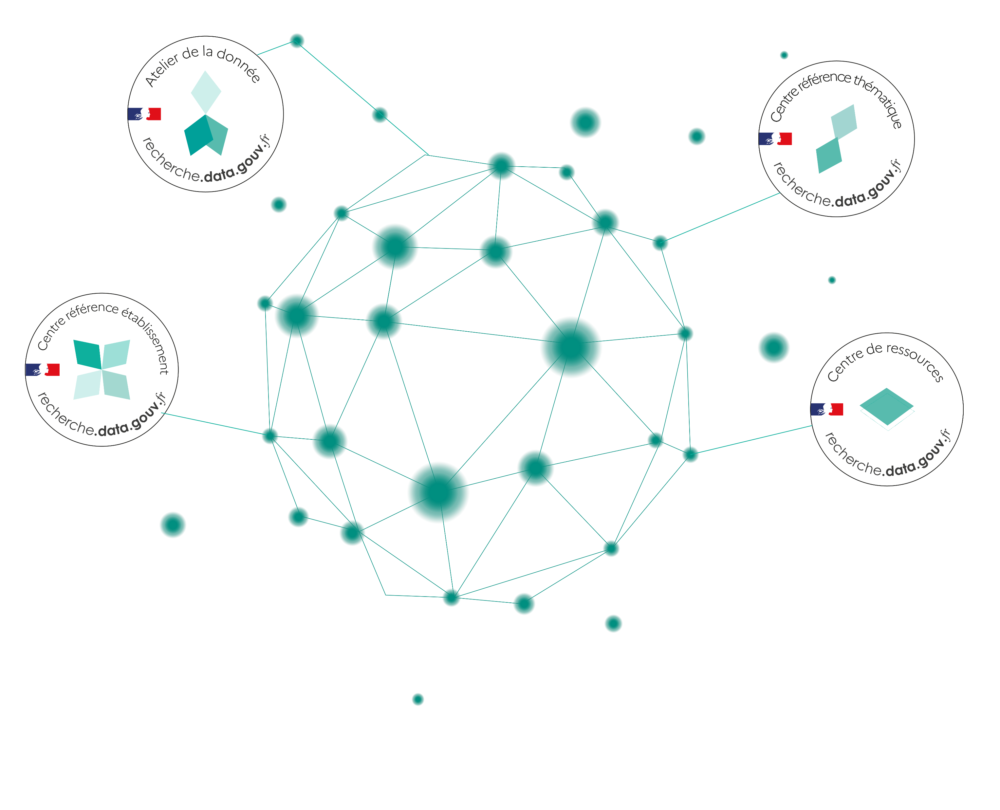 Atelier de la donnée
recherche.data.gouv.fr
Centre référence thématique
recherche.data.gouv.fr
Centre référence établissement
recherche.data.gouv.fr
Centre de ressources
recherche.data.gouv.fr